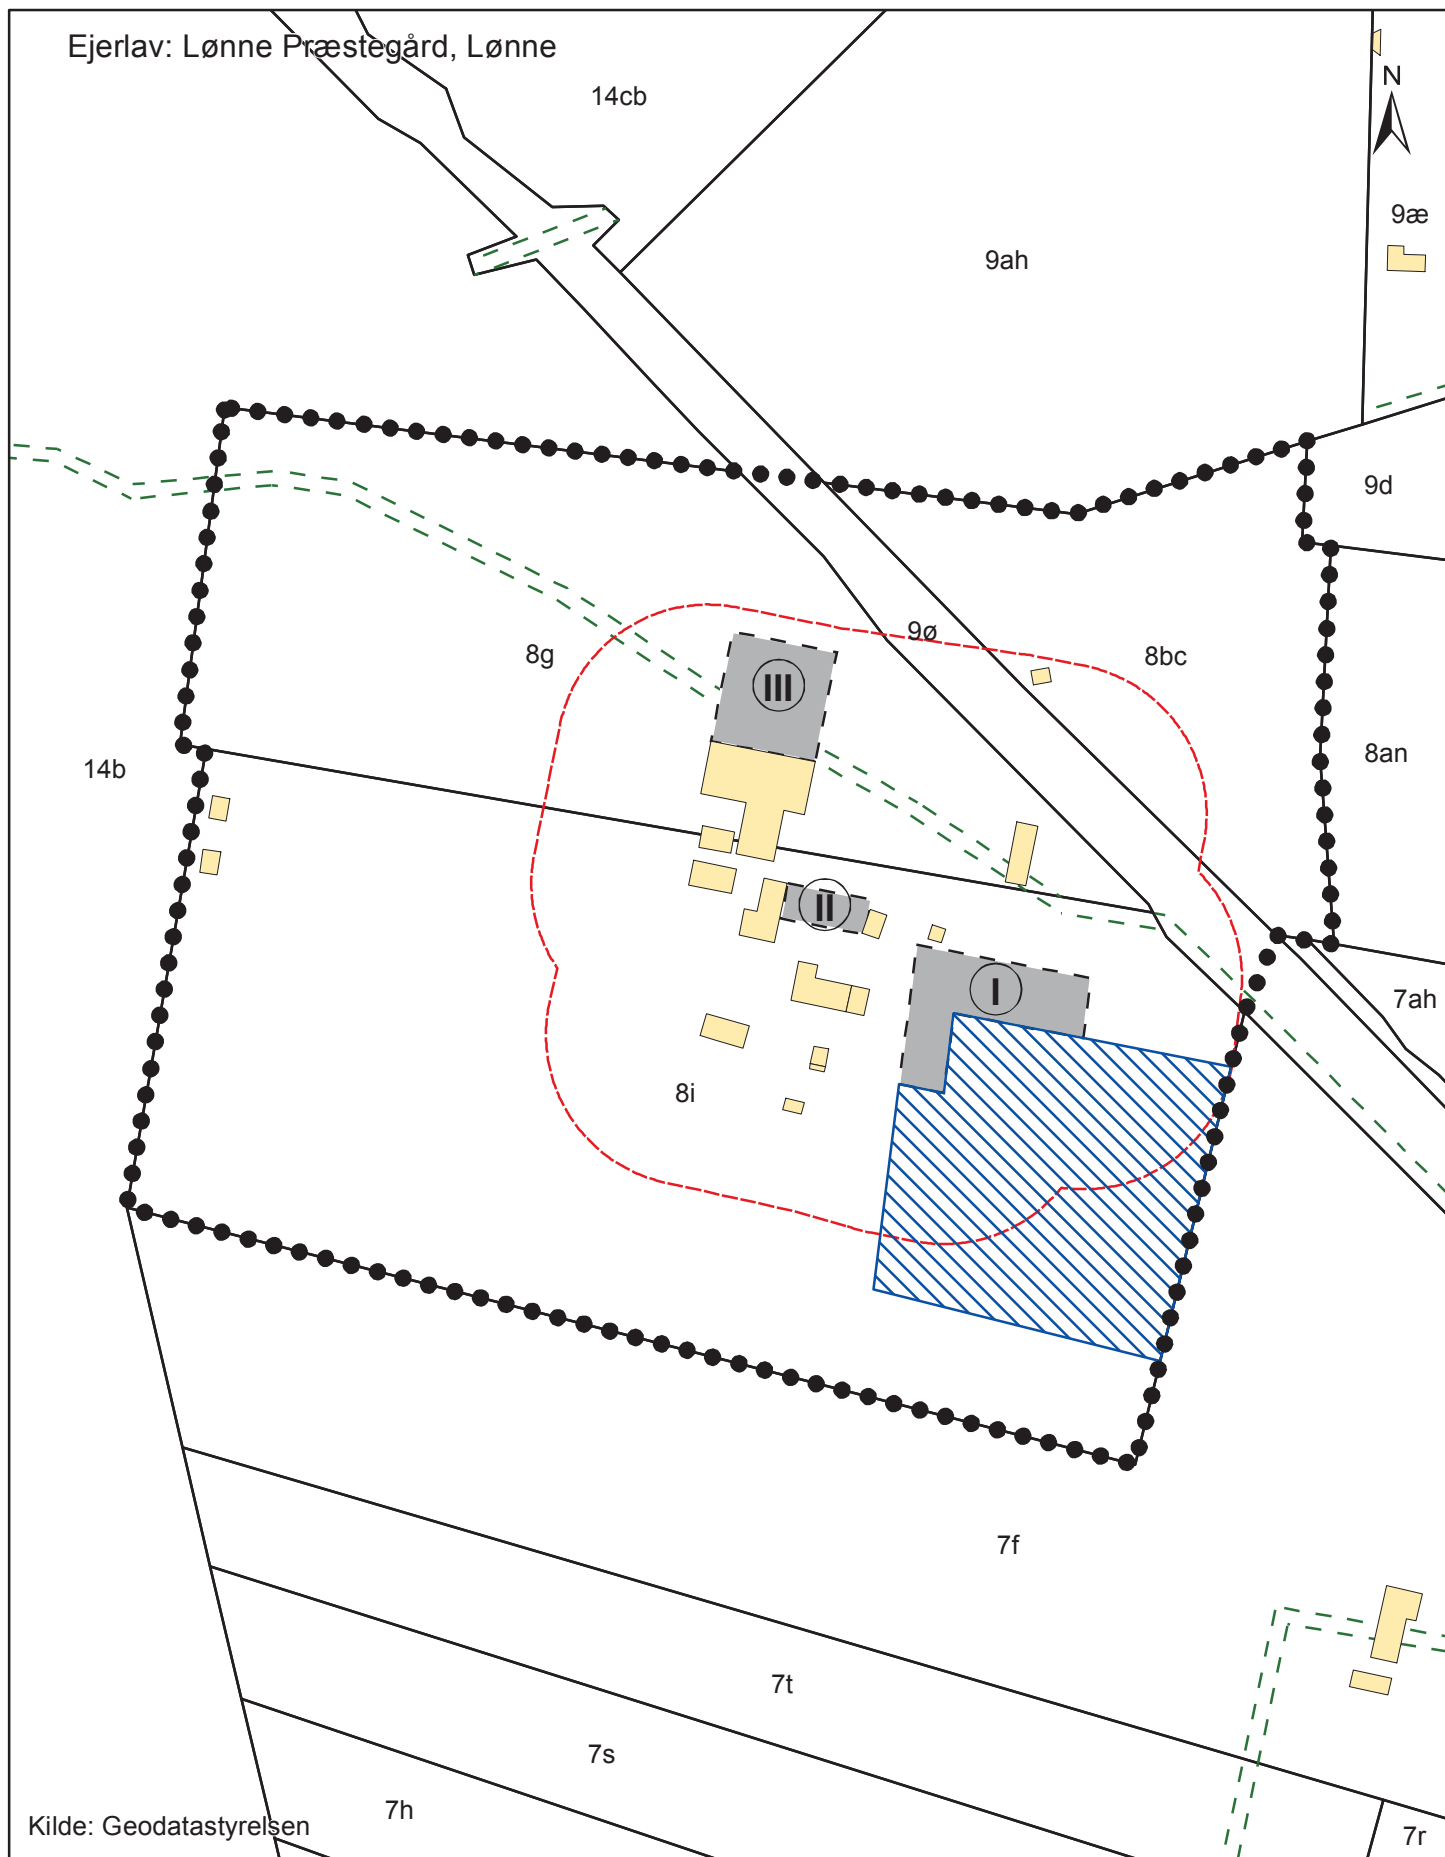 Ejerlav: Lønne Præstegård, Lønne
14cb
N
9æ
9ah
9d
9ø
8g
8bc
III
8an
14b
II
I
7ah
8i
7f
7t
7s
7h
Kilde: Geodatastyrelsen
7r